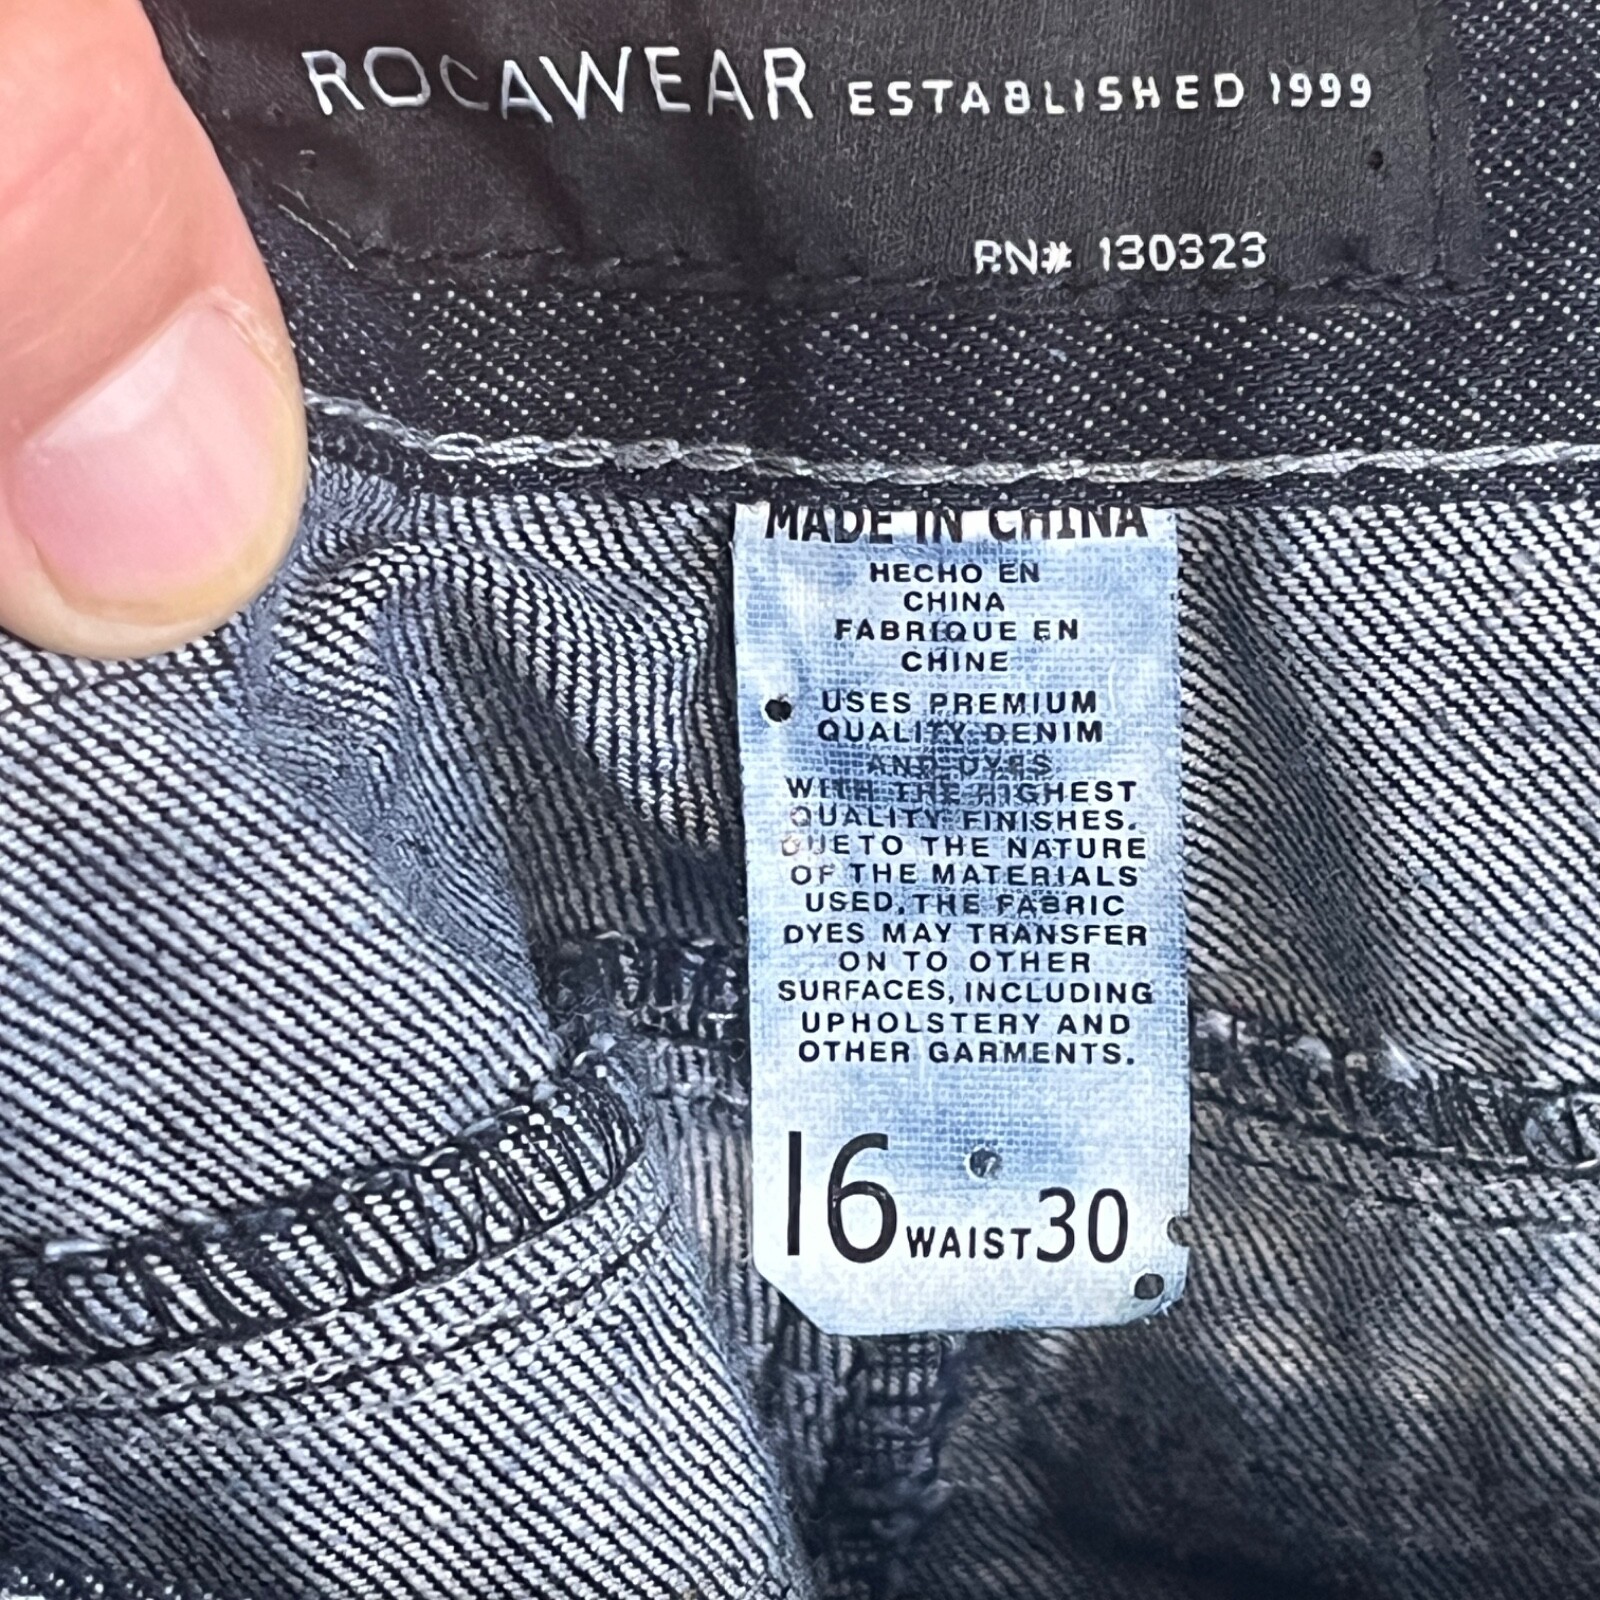 ROCAWEAR ESTABLISHED 1999
RN# 130323
MADE IN CHINA
HECHO EN
CHINA
FABRIQUE EN
CHINE
USES PREMIUM
QUALITY DENIM
AND DYES
WITH THE HIGHEST
QUALITY FINISHES.
DUE TO THE NATURE
OF THE MATERIALS
USED, THE FABRIC
DYES MAY TRANSFER
ON TO OTHER
SURFACES, INCLUDING
UPHOLSTERY AND
OTHER GARMENTS.
16 WAIST 30